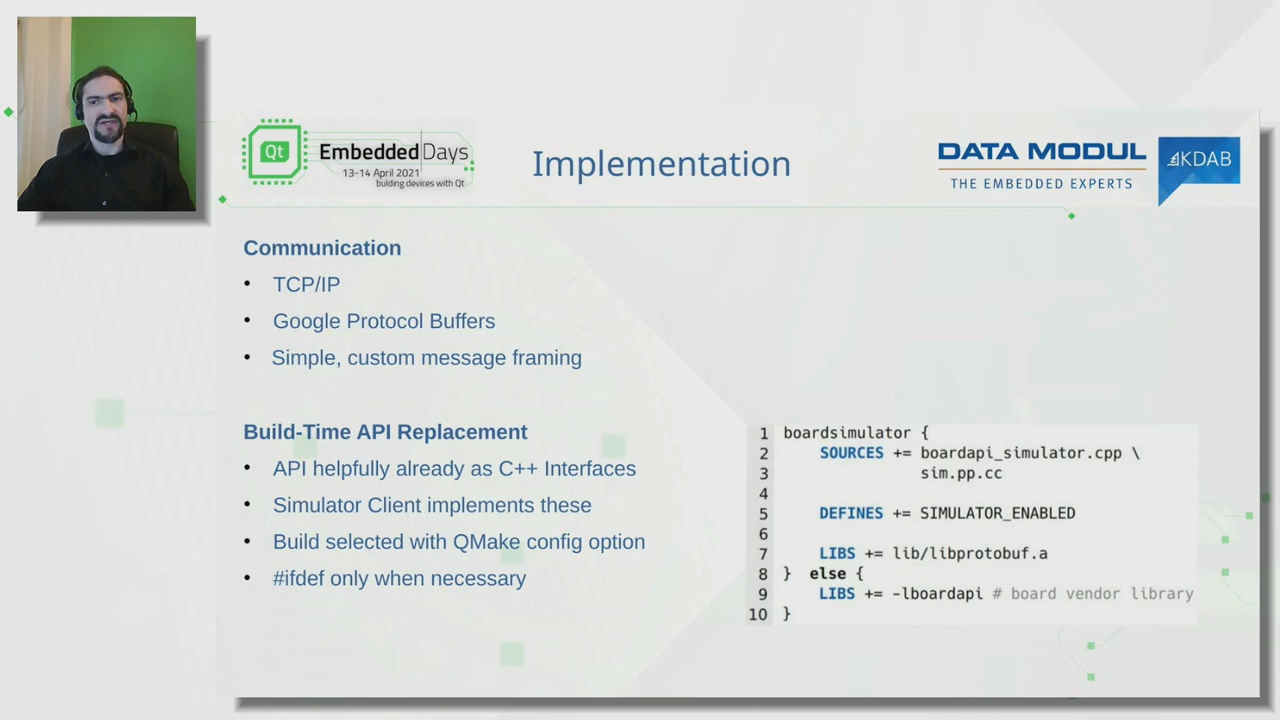 Qt
Embedded Days
13-14 April 2021
bulding devices with Qt
Implementation
DATA MODUL
THE EMBEDDED EXPERTS
KDAB
Communication
• TCP/IP
• Google Protocol Buffers
• Simple, custom message framing
Build-Time API Replacement
• API helpfully already as C++ Interfaces
• Simulator Client implements these
• Build selected with QMake config option
• #ifdef only when necessary
1 boardsimulator {
2 SOURCES += boardapi_simulator.cpp \
3 sim.pp.cc
4
5 DEFINES += SIMULATOR_ENABLED
6
7 LIBS += lib/libprotobuf.a
8 } else {
9 LIBS += -lboardapi # board vendor library
10 }